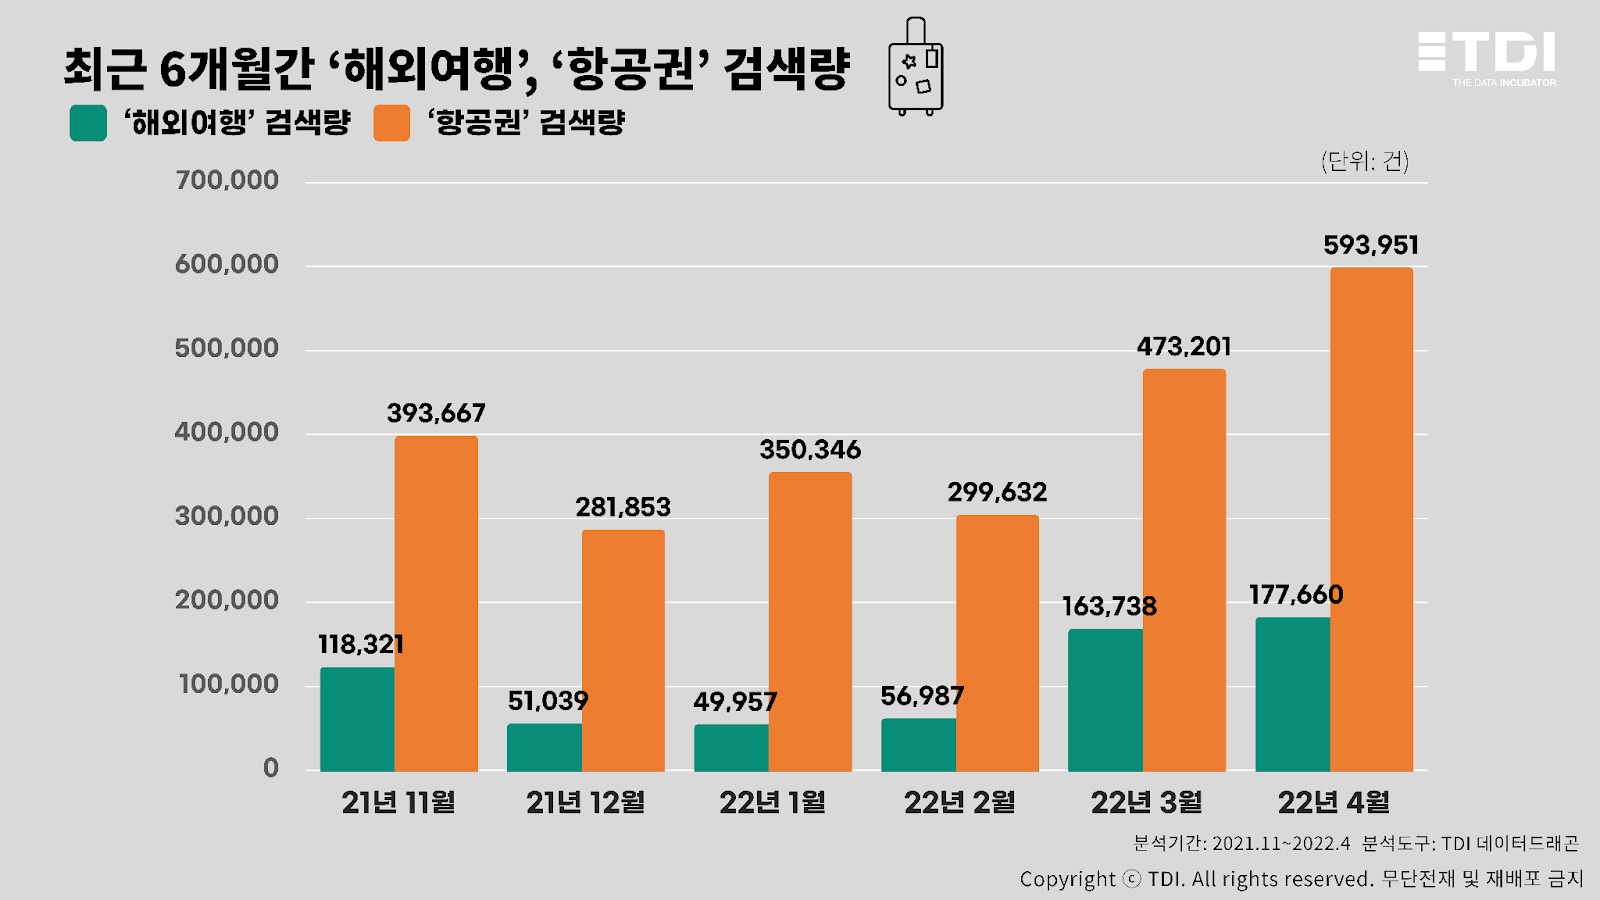 최근 6개월간 ‘해외여행’, ‘항공권’ 검색량
TDI
THE DATA INCUBATOR
‘해외여행’ 검색량 ‘항공권’ 검색량
(단위: 건)
700,000
600,000
500,000
400,000
300,000
200,000
100,000
0
118,321
393,667
51,039
281,853
49,957
350,346
56,987
299,632
163,738
473,201
177,660
593,951
21년 11월
21년 12월
22년 1월
22년 2월
22년 3월
22년 4월
분석기간: 2021.11~2022.4 분석도구: TDI 데이터드래곤
Copyright ⓒ TDI. All rights reserved. 무단전재 및 재배포 금지